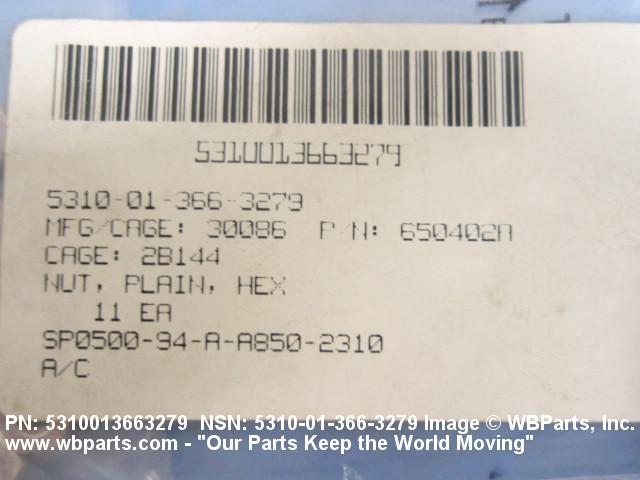 5310013663279
5310-01-366-3279
MFG/CAGE: 30086 P/N: 650402A
CAGE: 2B144
NUT, PLAIN, HEX
11 EA
SP0500-94-A-A850-2310
A/C
PN: 5310013663279 NSN: 5310-01-366-3279 Image © WBParts, Inc.
www.wbparts.com - "Our Parts Keep the World Moving"